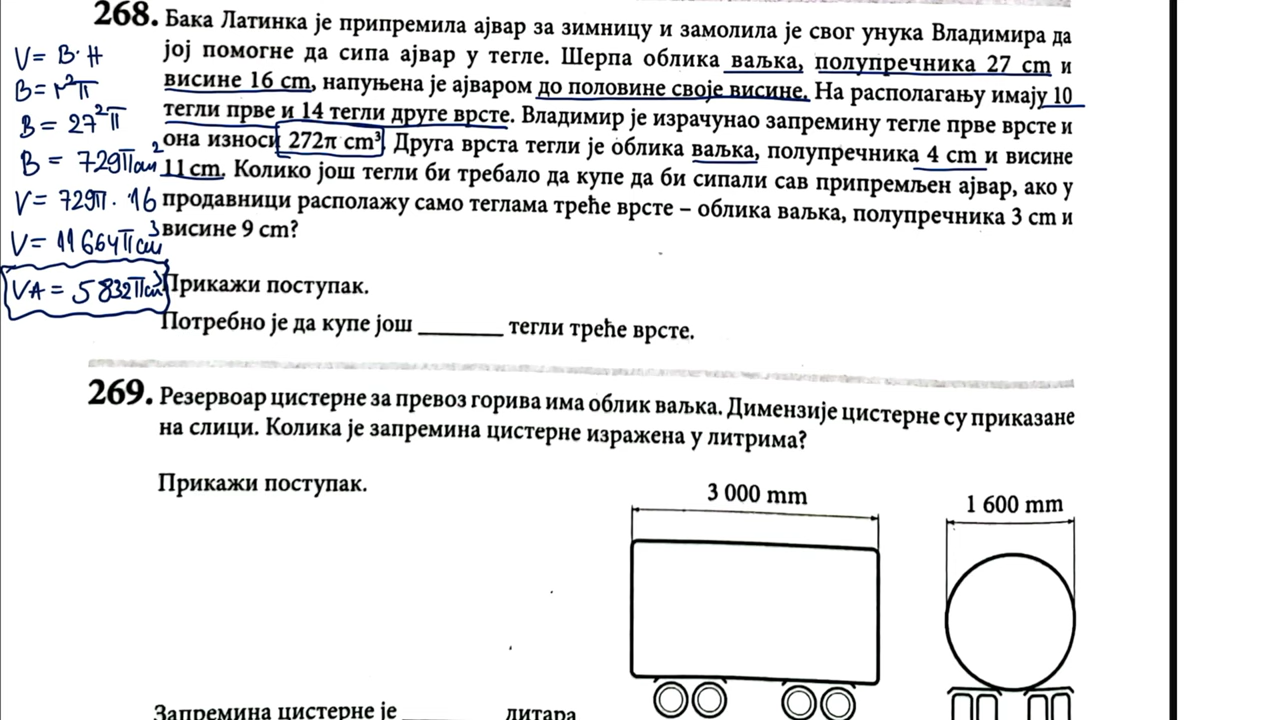 268. Бака Латинка је припремила ајвар за зимницу и замолила је свог унука Владимира да
јој помогне да сипа ајвар у тегле. Шерпа облика ваљка, полупречника 27 cm и
висине 16 cm, напуњена је ајваром до половине своје висине. На располагању имају 10
тегли прве и 14 тегли друге врсте. Владимир је израчунао запремину тегле прве врсте и
она износи 272π cm³. Друга врста тегли је облика ваљка, полупречника 4 cm и висине
11 cm. Колико још тегли би требало да купе да би сипали сав припремљен ајвар, ако у
продавници располажу само теглама треће врсте – облика ваљка, полупречника 3 cm и
висине 9 cm?
V = B · H
B = r²π
B = 27²π
B = 729π cm²
V = 729π · 16
V = 11664π cm³
VA = 5832π cm³
Прикажи поступак.
Потребно је да купе још ________ тегли треће врсте.
269. Резервоар цистерне за превоз горива има облик ваљка. Димензије цистерне су приказане
на слици. Колика је запремина цистерне изражена у литрима?
Прикажи поступак.
3 000 mm
1 600 mm
Запремина цистерне је ________ литара